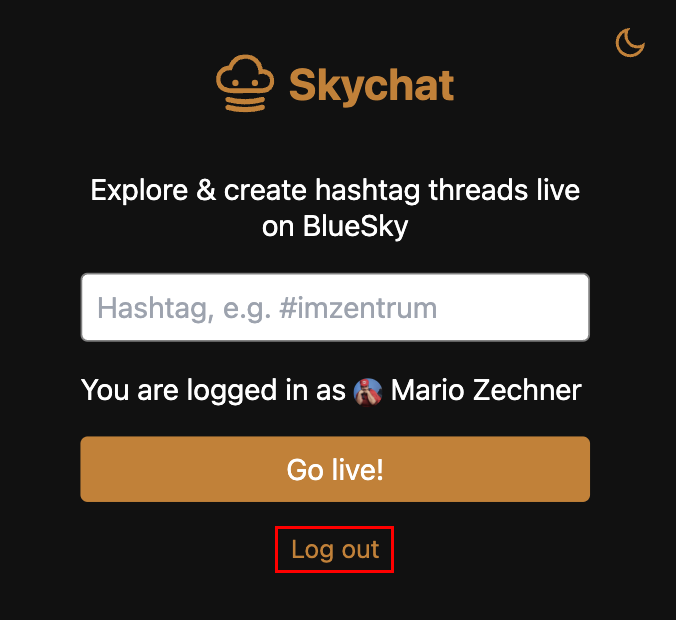 Skychat
Explore & create hashtag threads live
on BlueSky
Hashtag, e.g. #imzentrum
You are logged in as Mario Zechner
Go live!
Log out